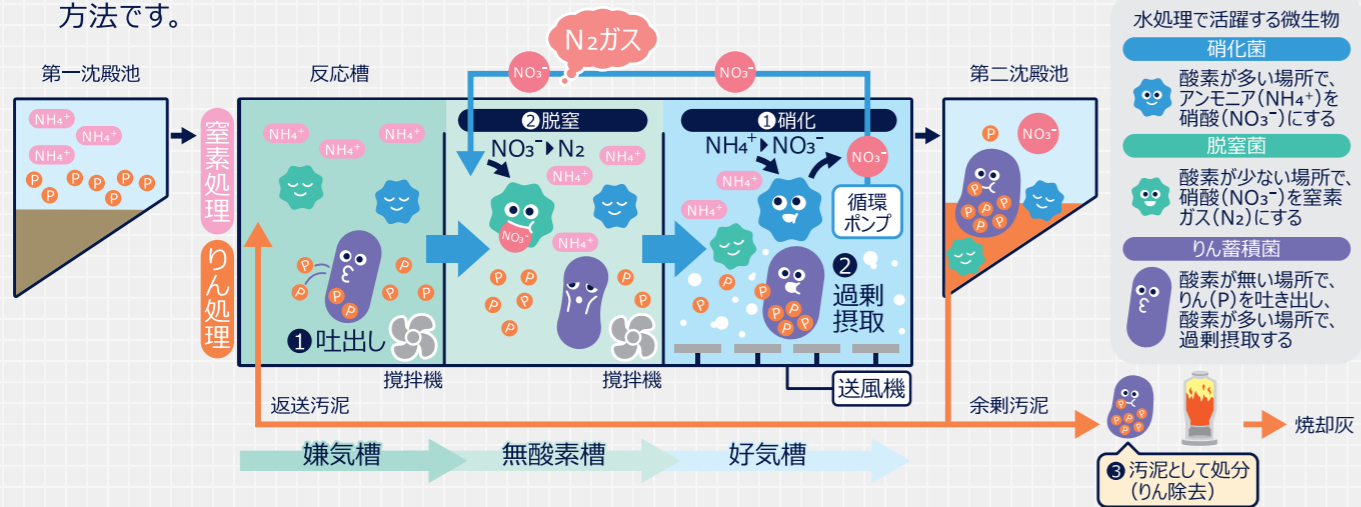 方法です。
第一沈殿池
NH₄⁺
NH₄⁺
NH₄⁺
P
P
P
P
P
P
P
窒素処理
りん処理
反応槽
NH₄⁺
NH₄⁺
NH₄⁺
P
P
P
P
P
P
P
❶吐出し
撹拌機
N₂ガス
NO₃⁻
NO₃⁻
❷脱窒
NO₃⁻▶N₂
NH₄⁺
NH₄⁺
NO₃⁻
NH₄⁺
P
P
P
P
P
撹拌機
❶硝化
NH₄⁺▶NO₃⁻
NO₃⁻
NH₄⁺
NH₄⁺
循環
ポンプ
❷
過剰
摂取
P
P
P
P
P
P
P
P
送風機
第二沈殿池
P
NO₃⁻
P
P
P
P
P
P
返送汚泥
余剰汚泥
P
P
P
P
P
P
焼却灰
❸汚泥として処分
(りん除去)
嫌気槽
無酸素槽
好気槽
水処理で活躍する微生物
硝化菌
酸素が多い場所で、
アンモニア(NH₄⁺)を
硝酸(NO₃⁻)にする
脱窒菌
酸素が少ない場所で、
硝酸(NO₃⁻)を窒素
ガス(N₂)にする
りん蓄積菌
酸素が無い場所で、
りん(P)を吐き出し、
酸素が多い場所で、
過剰摂取する